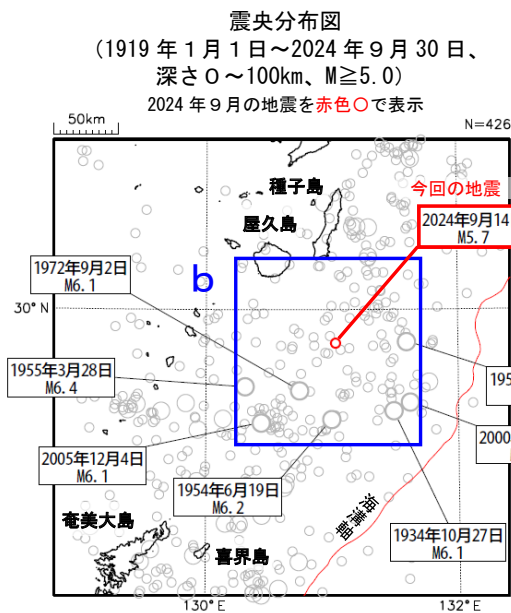 震央分布図
(1919年1月1日~2024年9月30日、
深さ0~100km、M≧5.0)
2024年9月の地震を赤色○で表示
50km
N=426
種子島
今回の地震
屋久島
2024年9月14
M5.7
1972年9月2日
M6.1
b
30°N
1955年3月28日
M6.4
195
2005年12月4日
M6.1
2000
1954年6月19日
M6.2
奄美大島
海溝軸
1934年10月27日
M6.1
喜界島
130°E
132°